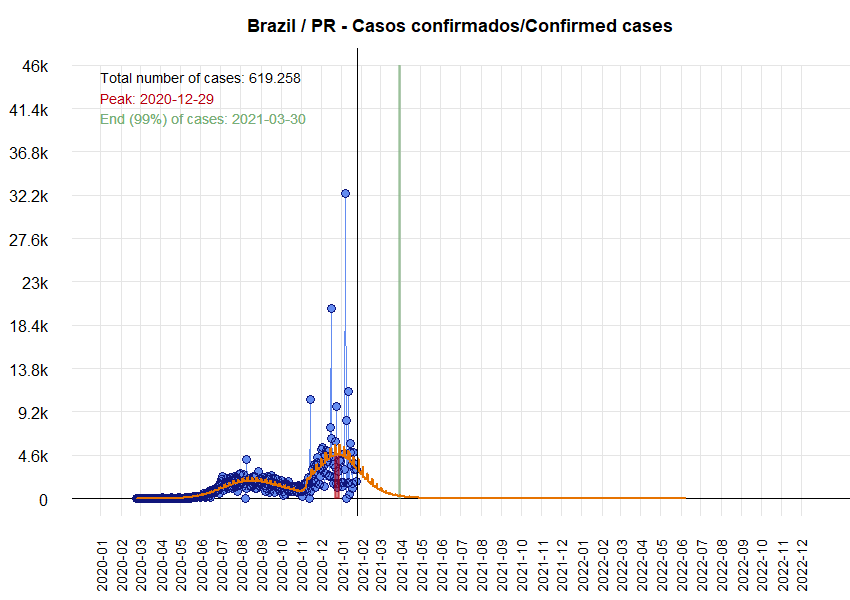 Brazil / PR - Casos confirmados/Confirmed cases
46k
Total number of cases: 619.258
Peak: 2020-12-29
End (99%) of cases: 2021-03-30
41.4k
36.8k
32.2k
27.6k
23k
18.4k
13.8k
9.2k
4.6k
0
2020-01
2020-02
2020-03
2020-04
2020-05
2020-06
2020-07
2020-08
2020-09
2020-10
2020-11
2020-12
2021-01
2021-02
2021-03
2021-04
2021-05
2021-06
2021-07
2021-08
2021-09
2021-10
2021-11
2021-12
2022-01
2022-02
2022-03
2022-04
2022-05
2022-06
2022-07
2022-08
2022-09
2022-10
2022-11
2022-12